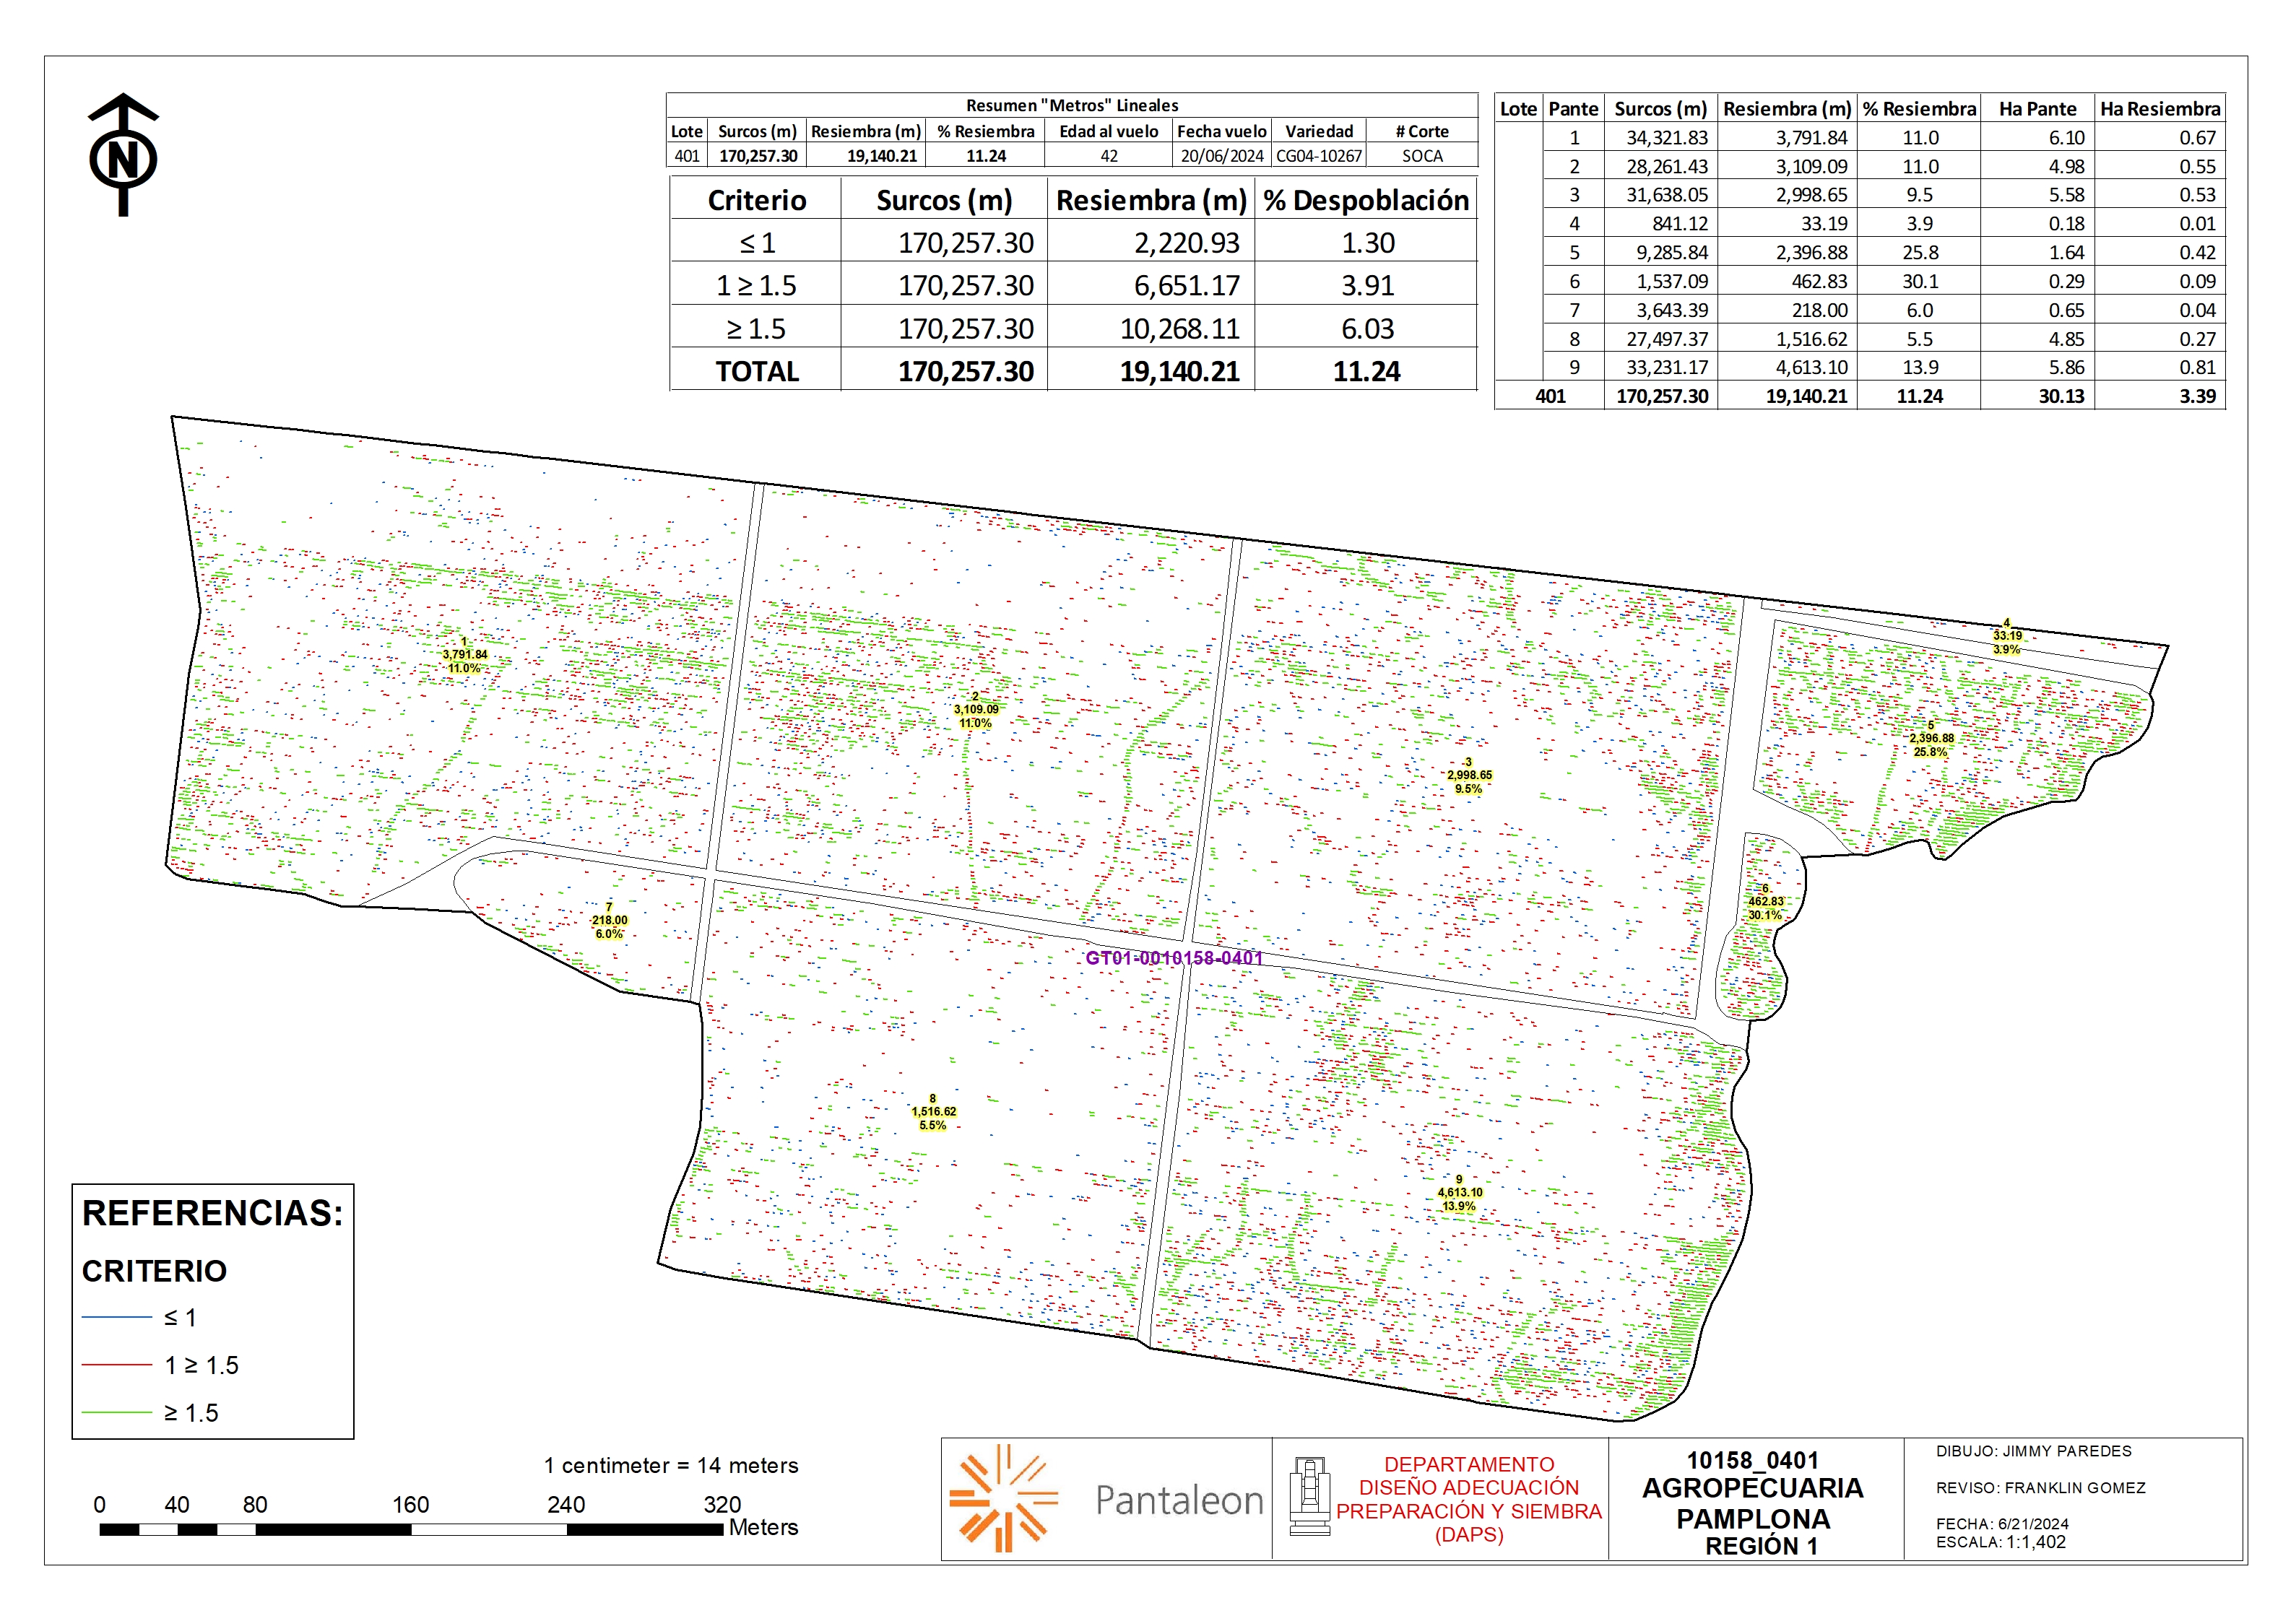 N
Resumen "Metros" Lineales
Lote Surcos (m) Resiembra (m) % Resiembra Edad al vuelo Fecha vuelo Variedad # Corte
401 170,257.30 19,140.21 11.24 42 20/06/2024 CG04-10267 SOCA
Criterio Surcos (m) Resiembra (m) % Despoblación
≤ 1 170,257.30 2,220.93 1.30
1 ≥ 1.5 170,257.30 6,651.17 3.91
≥ 1.5 170,257.30 10,268.11 6.03
TOTAL 170,257.30 19,140.21 11.24
Lote Pante Surcos (m) Resiembra (m) % Resiembra Ha Pante Ha Resiembra
1 34,321.83 3,791.84 11.0 6.10 0.67
2 28,261.43 3,109.09 11.0 4.98 0.55
3 31,638.05 2,998.65 9.5 5.58 0.53
4 841.12 33.19 3.9 0.18 0.01
5 9,285.84 2,396.88 25.8 1.64 0.42
6 1,537.09 462.83 30.1 0.29 0.09
7 3,643.39 218.00 6.0 0.65 0.04
8 27,497.37 1,516.62 5.5 4.85 0.27
9 33,231.17 4,613.10 13.9 5.86 0.81
401 170,257.30 19,140.21 11.24 30.13 3.39
1
3,791.84
11.0%
2
3,109.09
11.0%
3
2,998.65
9.5%
4
33.19
3.9%
5
2,396.88
25.8%
6
462.83
30.1%
7
218.00
6.0%
GT01-0010158-0401
8
1,516.62
5.5%
9
4,613.10
13.9%
REFERENCIAS:
CRITERIO
≤ 1
1 ≥ 1.5
≥ 1.5
1 centimeter = 14 meters
0 40 80 160 240 320
Meters
Pantaleon
DEPARTAMENTO
DISEÑO ADECUACIÓN
PREPARACIÓN Y SIEMBRA
(DAPS)
10158_0401
AGROPECUARIA
PAMPLONA
REGIÓN 1
DIBUJO: JIMMY PAREDES
REVISO: FRANKLIN GOMEZ
FECHA: 6/21/2024
ESCALA: 1:1,402